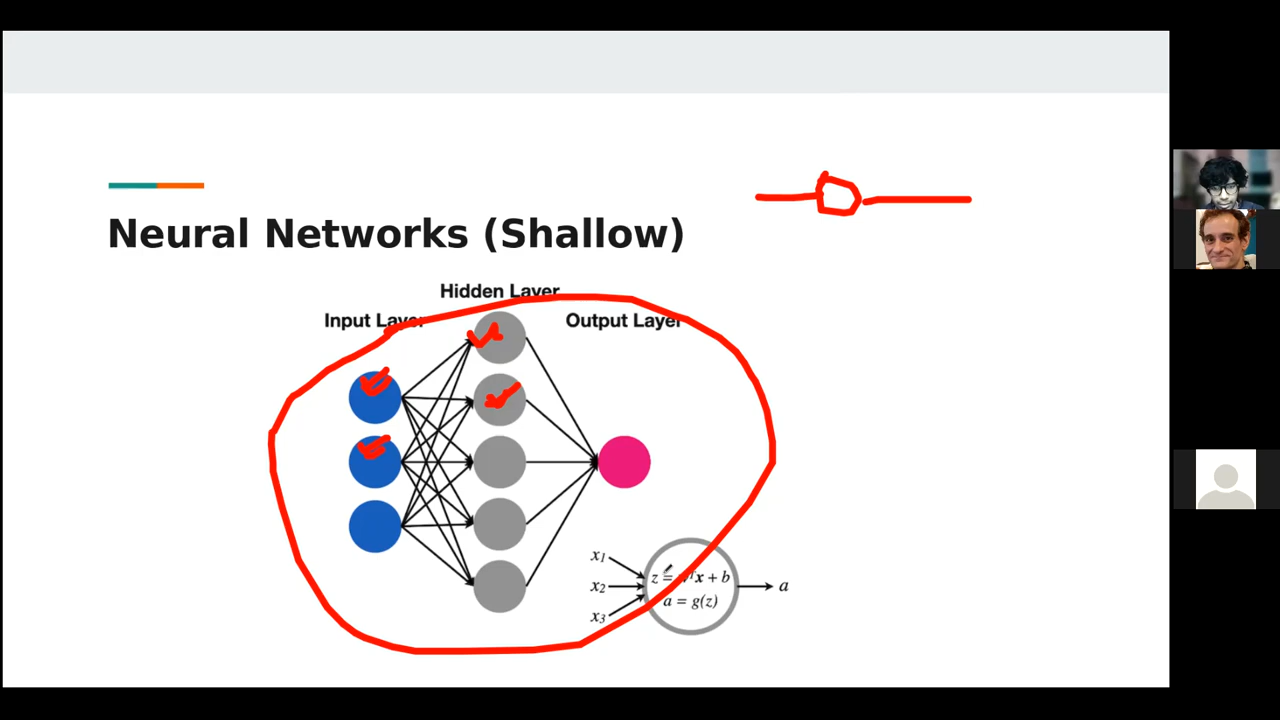 Neural Networks (Shallow)
Hidden Layer
Input Layer
Output Layer
x₁
x₂
x₃
z = wᵀx + b
a = g(z)
a